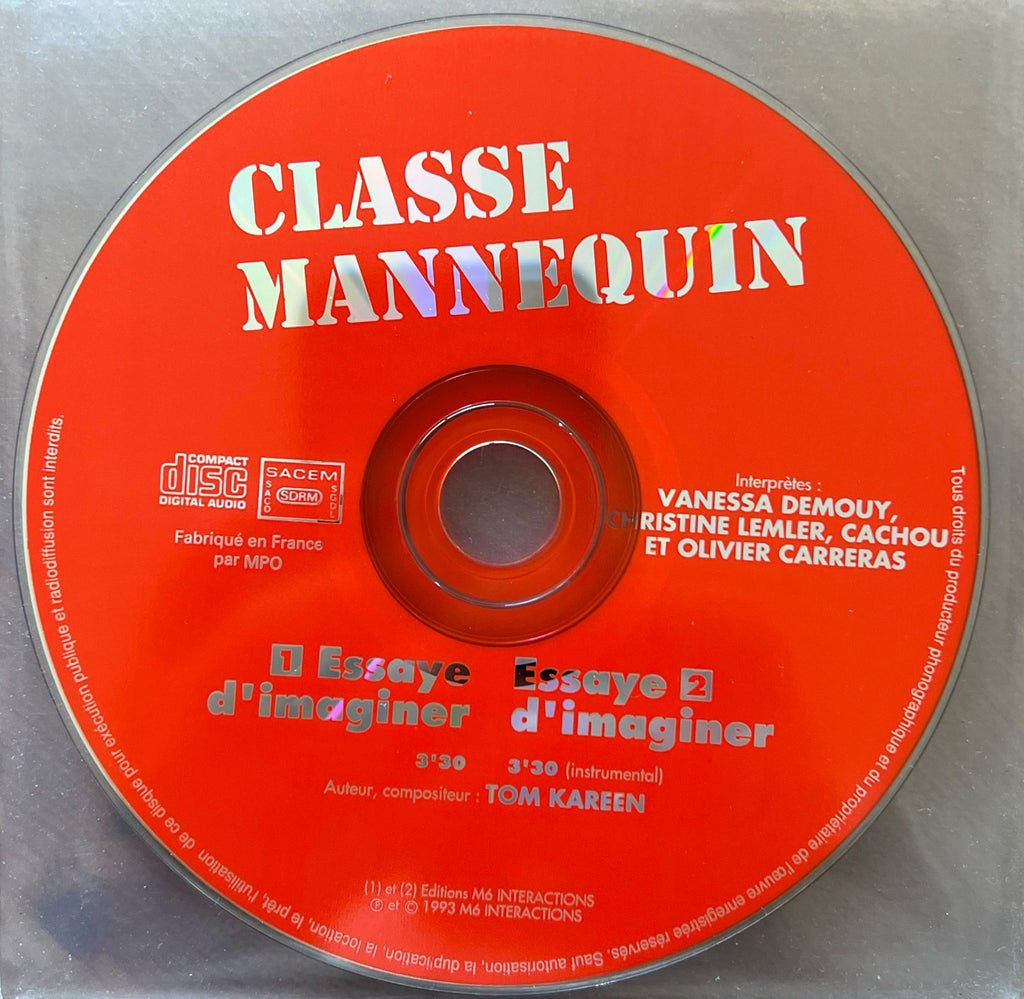 CLASSE
MANNEQUIN
COMPACT
disc
DIGITAL AUDIO
SACEM
SACD
SDRM
SGDL
Fabriqué en France
par MPO
Interprètes :
VANESSA DEMOUY,
CHRISTINE LEMLER, CACHOU
ET OLIVIER CARRERAS
1 Essaye
d'imaginer
3'30
Essaye 2
d'imaginer
3'30 (instrumental)
Auteur, compositeur : TOM KAREEN
(1) et (2) Editions M6 INTERACTIONS
℗ et © 1993 M6 INTERACTIONS
Tous droits du producteur phonographique et du propriétaire de l'œuvre enregistrée réservés. Sauf autorisation, la duplication, la location, le prêt, l'utilisation de ce disque pour exécution publique et radiodiffusion sont interdits.